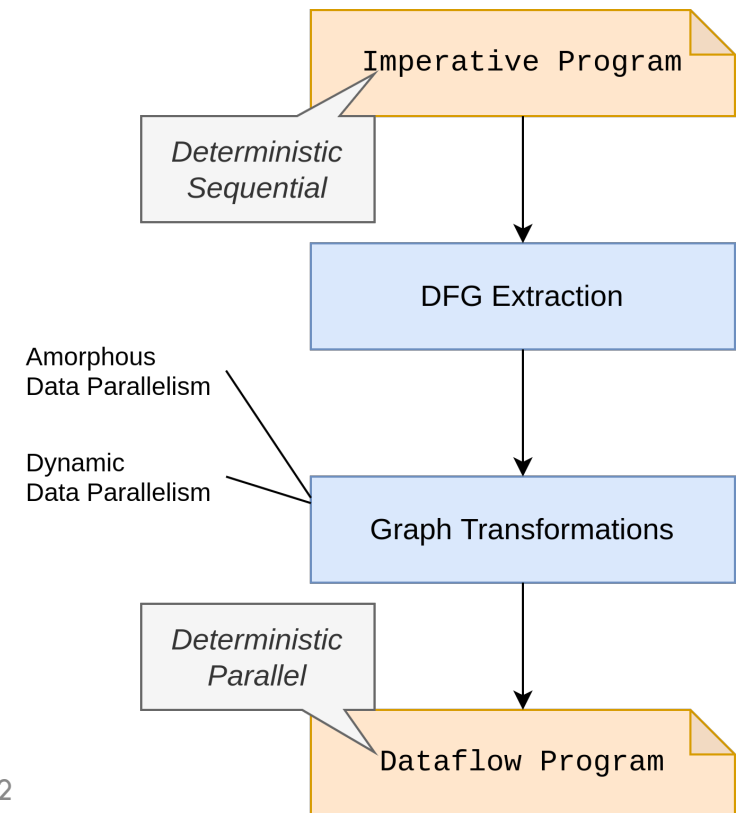 Imperative Program
Deterministic
Sequential
DFG Extraction
Amorphous
Data Parallelism
Dynamic
Data Parallelism
Graph Transformations
Deterministic
Parallel
Dataflow Program
2